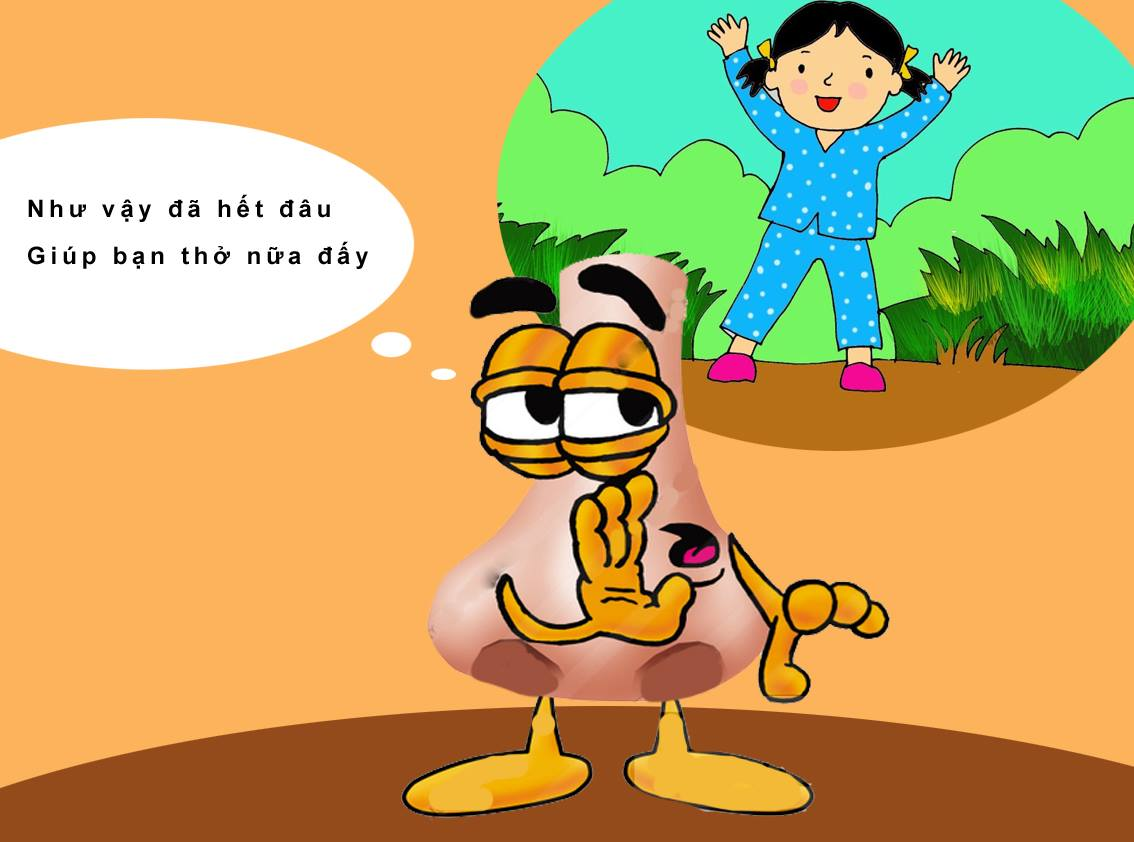 Như vậy đã hết đâu
Giúp bạn thở nữa đấy